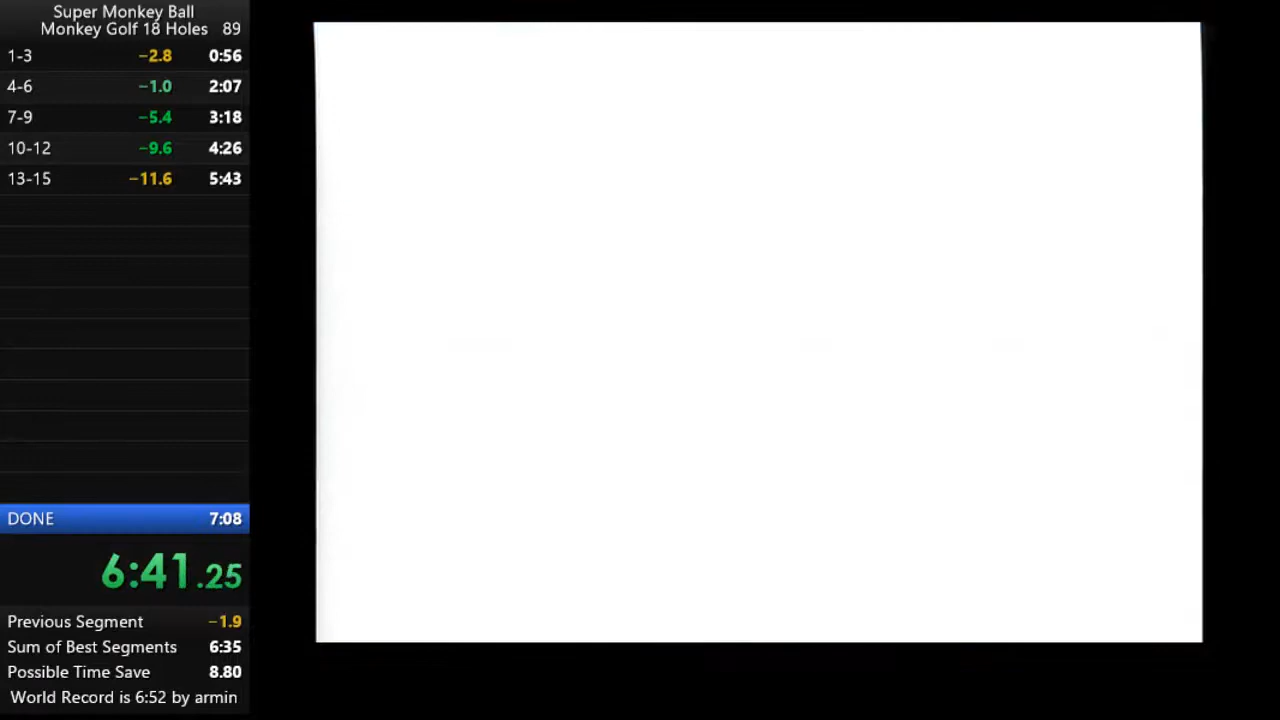 Super Monkey Ball
Monkey Golf 18 Holes 89
1-3 −2.8 0:56
4-6 −1.0 2:07
7-9 −5.4 3:18
10-12 −9.6 4:26
13-15 −11.6 5:43
DONE 7:08
6:41.25
Previous Segment −1.9
Sum of Best Segments 6:35
Possible Time Save 8.80
World Record is 6:52 by armin